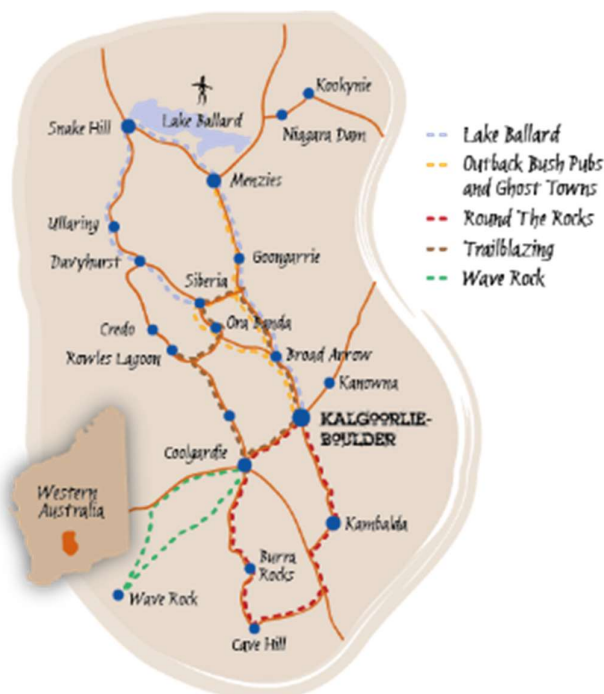 Kookynie
Lake Ballard
Snake Hill
Niagara Dam
Menzies
Ullaring
Goongarrie
Davyhurst
Siberia
Ora Banda
Credo
Rowles Lagoon
Broad Arrow
Kanowna
KALGOORLIE-
BOULDER
Coolgardie
Western
Australia
Kambalda
Burra
Rocks
Wave Rock
Cave Hill
Lake Ballard
Outback Bush Pubs
and Ghost Towns
Round The Rocks
Trailblazing
Wave Rock